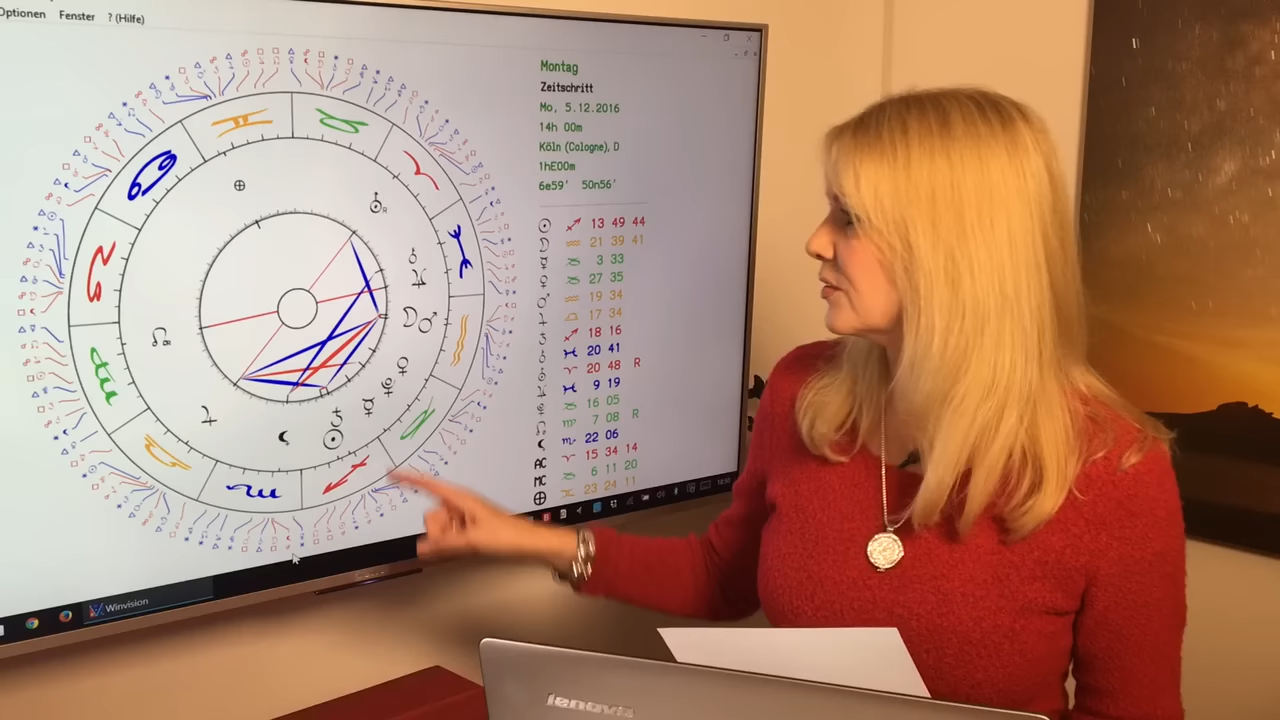 Optionen Fenster ? (Hilfe)
Montag
Zeitschritt
Mo, 5.12.2016
14h 00m
Köln (Cologne), D
1hE00m
6e59' 50n56'
☉ ♐ 13 49 44
☽ ♒ 21 39 41
☿ ♑ 3 33
♀ ♑ 27 35
♂ ♒ 19 34
♃ ♎ 17 34
♄ ♐ 18 16
♓ 20 41
♈ 20 48 R
♓ 9 19
♑ 16 05
♍ 7 08 R
♏ 22 06
AC ♈ 15 34 14
MC ♑ 6 11 20
⊕ ♊ 23 24 11
Winvision
lenovo